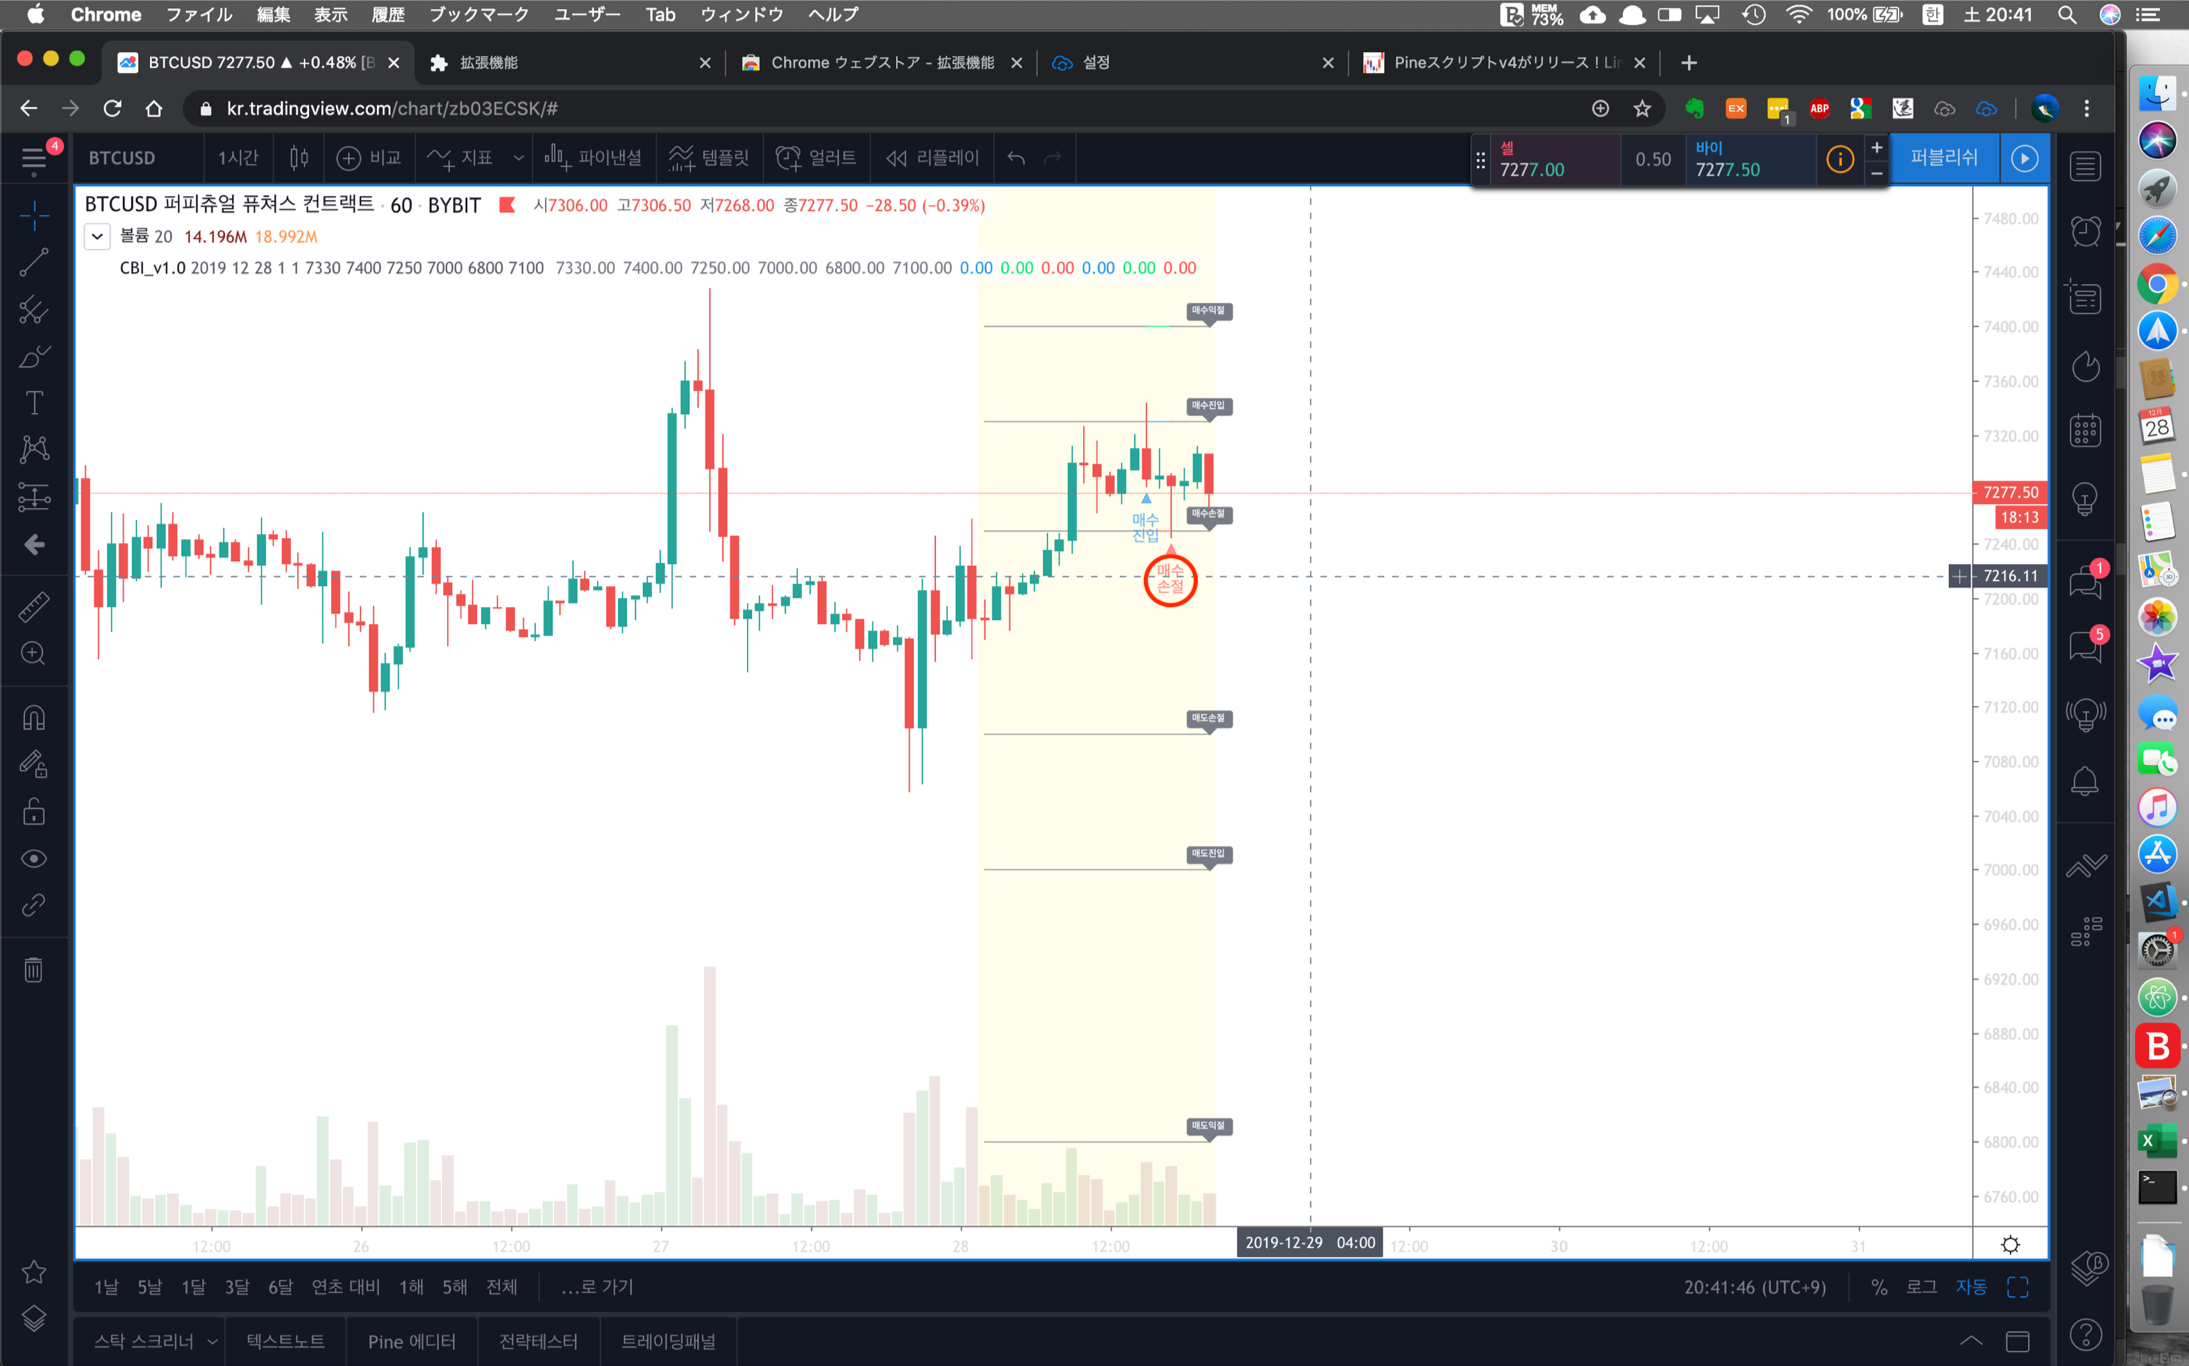 Chrome ファイル 編集 表示 履歴 ブックマーク ユーザー Tab ウィンドウ ヘルプ MEM 73% 100% 한 土 20:41
BTCUSD 7277.50 ▲ +0.48% [B 拡張機能 Chrome ウェブストア - 拡張機能 설정 Pineスクリプトv4がリリース！Lin
kr.tradingview.com/chart/zb03ECSK/# EX 1 ABP
4 BTCUSD 1시간 비교 지표 파이낸셜 템플릿 얼러트 리플레이 셀 7277.00 0.50 바이 7277.50 퍼블리쉬
BTCUSD 퍼피츄얼 퓨쳐스 컨트랙트 · 60 · BYBIT 시7306.00 고7306.50 저7268.00 종7277.50 −28.50 (−0.39%)
볼륨 20 14.196M 18.992M
CBI_v1.0 2019 12 28 1 1 7330 7400 7250 7000 6800 7100 7330.00 7400.00 7250.00 7000.00 6800.00 7100.00 0.00 0.00 0.00 0.00 0.00 0.00
7480.00
7440.00
매수익절
7400.00
7360.00
매수진입
7320.00
7277.50
18:13
매수손절
매수
진입
7240.00
매수
손절
7216.11
7200.00
7160.00
매도손절
7120.00
7080.00
7040.00
매도진입
7000.00
6960.00
6920.00
6880.00
6840.00
매도익절
6800.00
6760.00
12:00 26 12:00 27 12:00 28 12:00 2019-12-29 04:00 12:00 30 12:00 31
1날 5날 1달 3달 6달 연초 대비 1해 5해 전체 ...로 가기 20:41:46 (UTC+9) % 로그 자동
스탁 스크리너 텍스트노트 Pine 에디터 전략테스터 트레이딩패널
1
5
β
12月
28
3D
1
B
X